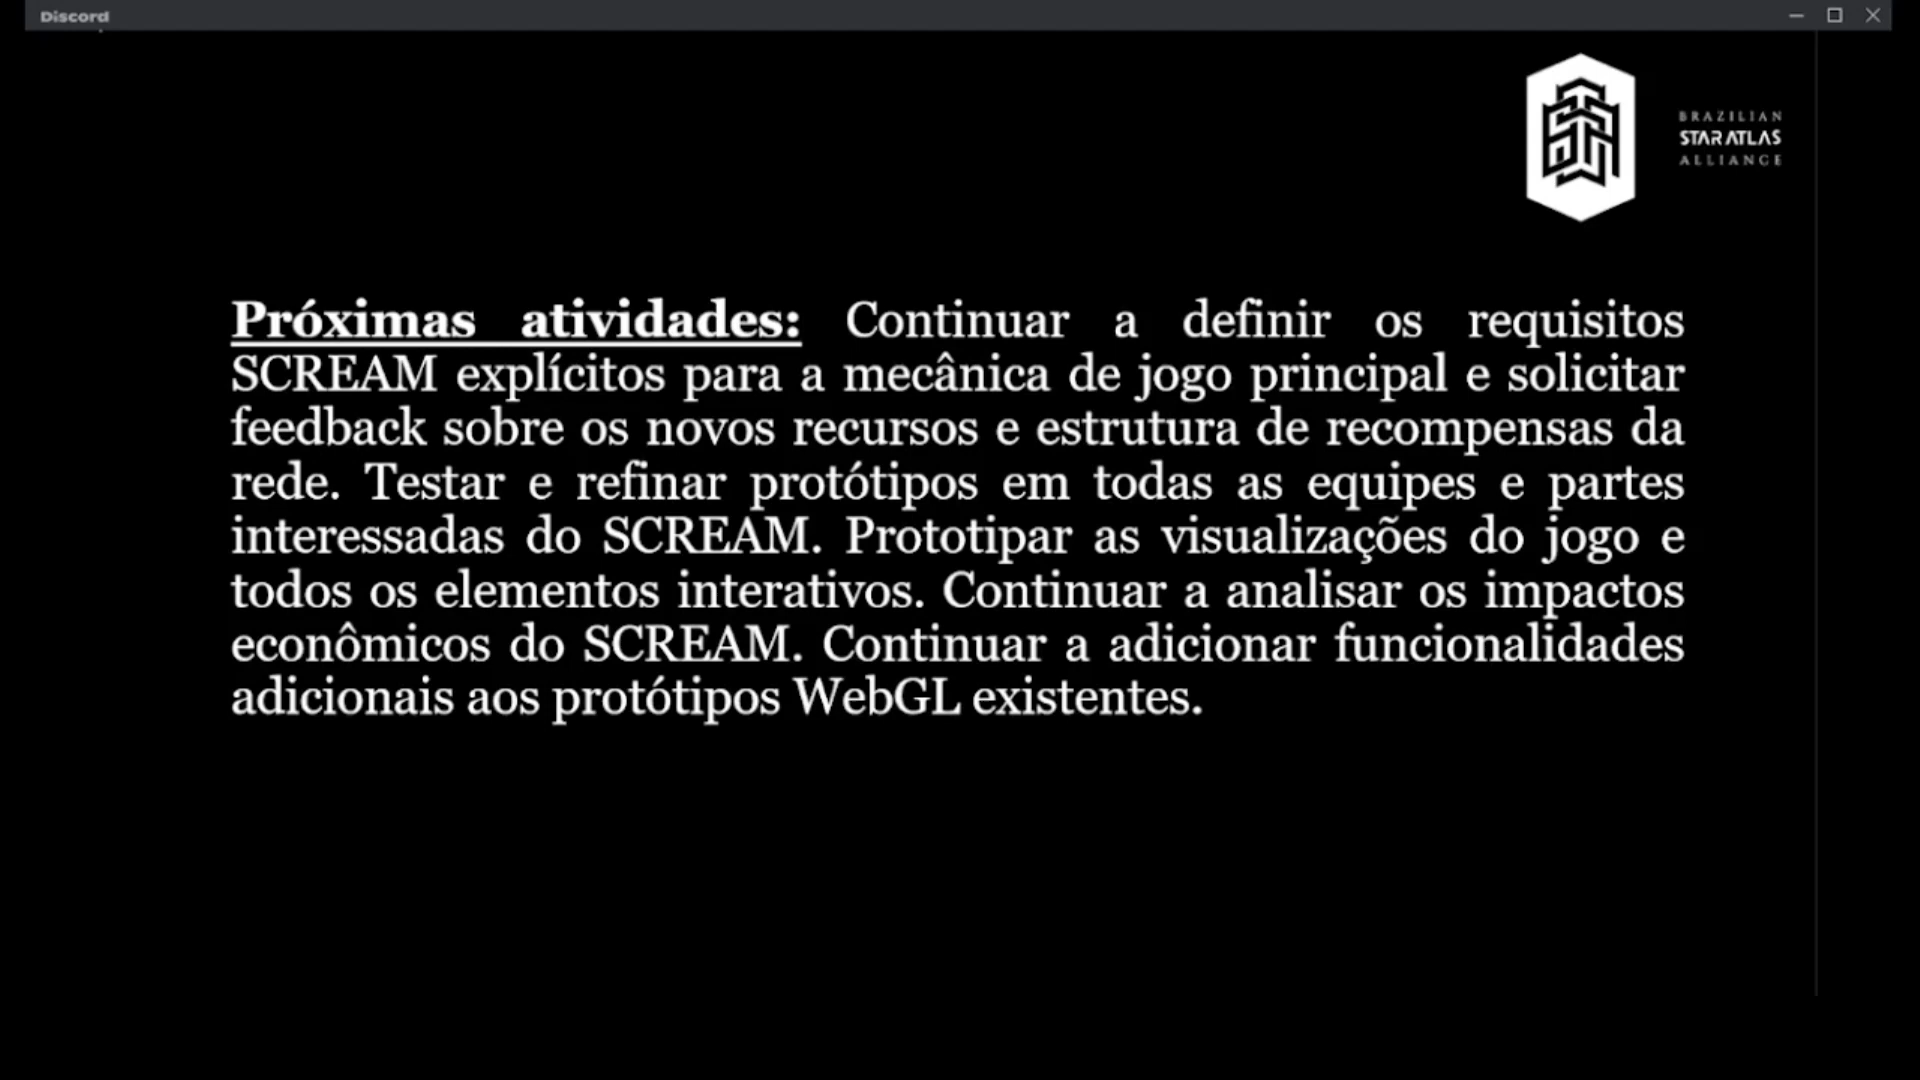 Discord
BRAZILIAN
STAR ATLAS
ALLIANCE
Próximas atividades: Continuar a definir os requisitos
SCREAM explícitos para a mecânica de jogo principal e solicitar
feedback sobre os novos recursos e estrutura de recompensas da
rede. Testar e refinar protótipos em todas as equipes e partes
interessadas do SCREAM. Prototipar as visualizações do jogo e
todos os elementos interativos. Continuar a analisar os impactos
econômicos do SCREAM. Continuar a adicionar funcionalidades
adicionais aos protótipos WebGL existentes.